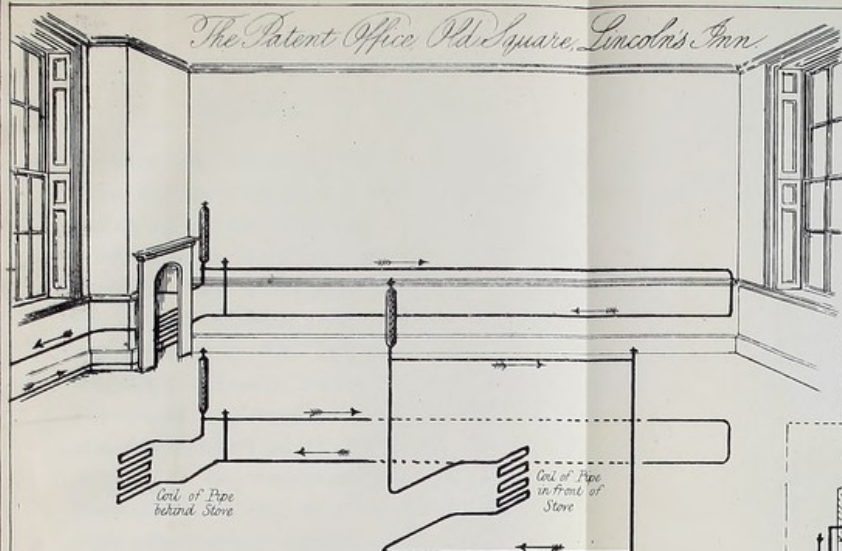 The Patent Office, Old Square, Lincoln's Inn.
Coil of Pipe
behind Stove
Coil of Pipe
in front of
Stove